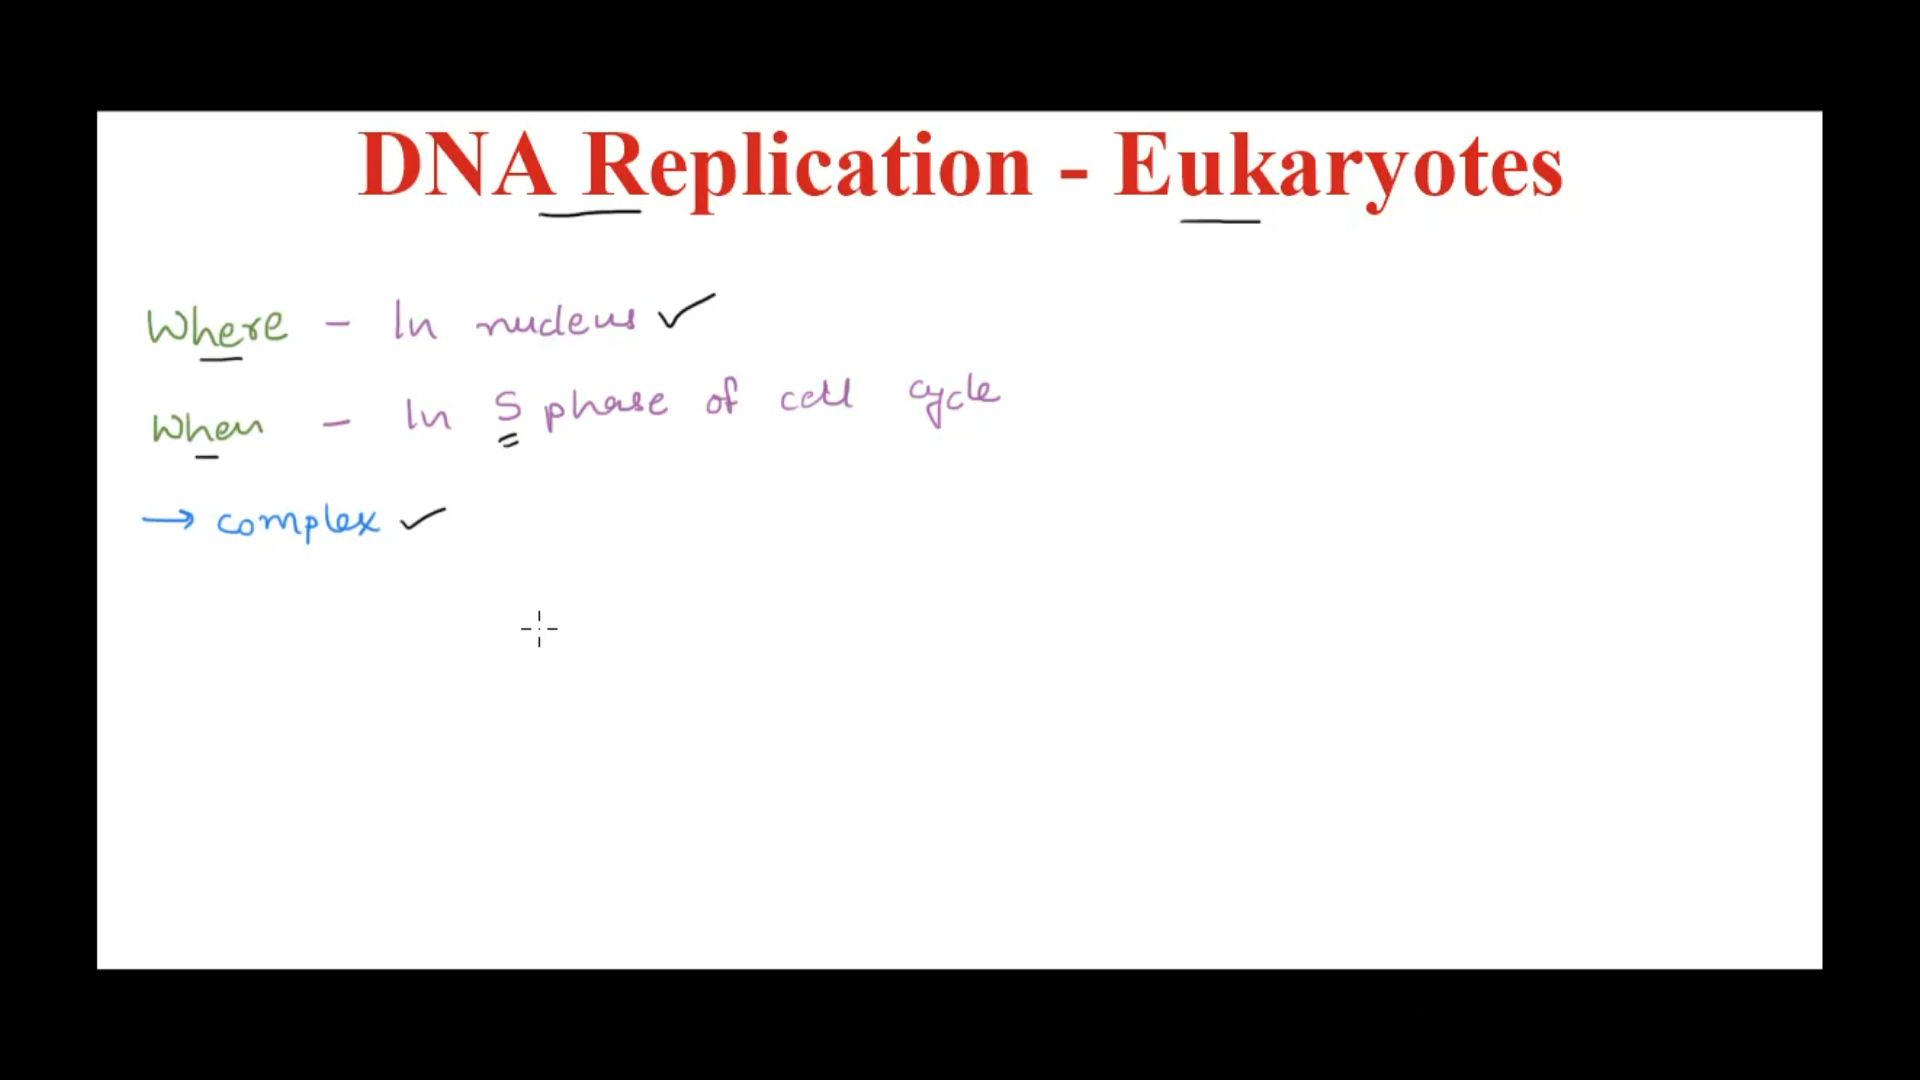 DNA Replication - Eukaryotes
Where - In nucleus ✓
When - In S phase of cell cycle
→ complex ✓